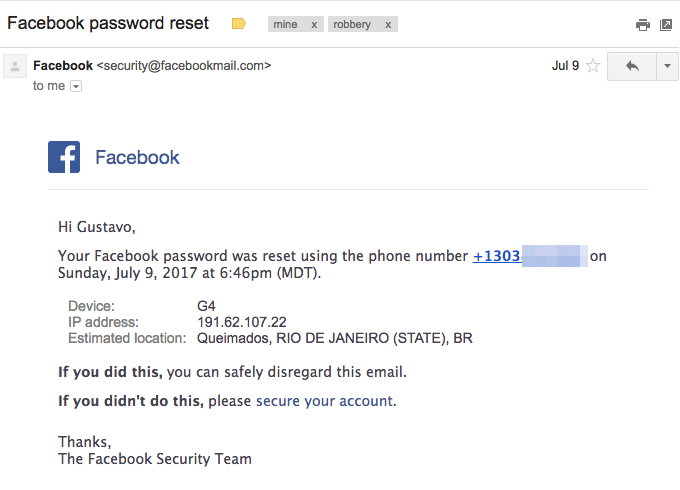 Facebook password reset mine x robbery x
Facebook <security@facebookmail.com> Jul 9
to me
Facebook
Hi Gustavo,
Your Facebook password was reset using the phone number +1303 on
Sunday, July 9, 2017 at 6:46pm (MDT).
Device: G4
IP address: 191.62.107.22
Estimated location: Queimados, RIO DE JANEIRO (STATE), BR
If you did this, you can safely disregard this email.
If you didn't do this, please secure your account.
Thanks,
The Facebook Security Team